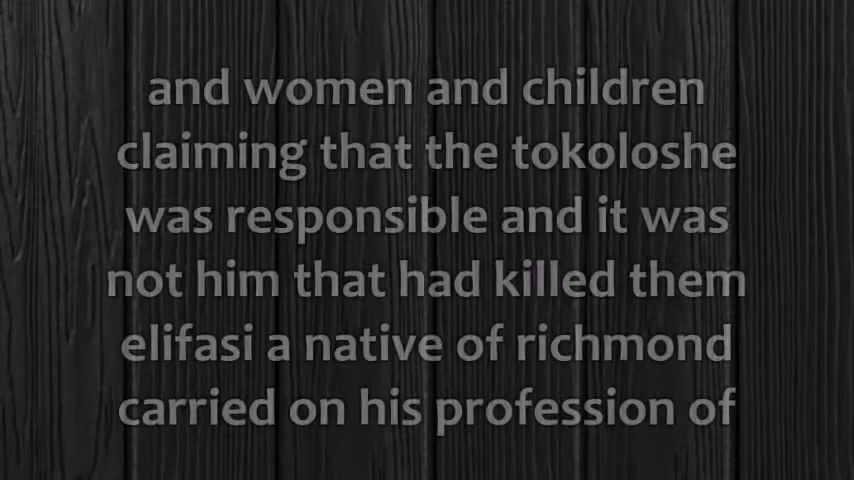 and women and children
claiming that the tokoloshe
was responsible and it was
not him that had killed them
elifasi a native of richmond
carried on his profession of